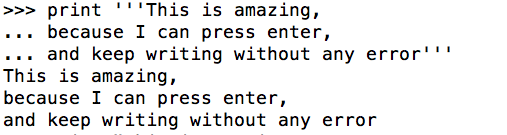 >>> print '''This is amazing,
... because I can press enter,
... and keep writing without any error'''
This is amazing,
because I can press enter,
and keep writing without any error